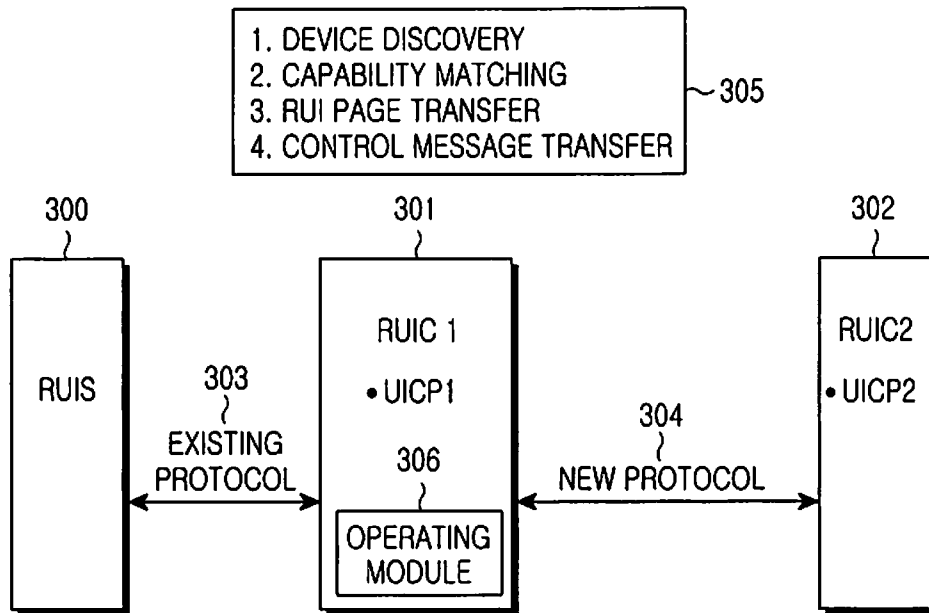 1. DEVICE DISCOVERY
2. CAPABILITY MATCHING
3. RUI PAGE TRANSFER
4. CONTROL MESSAGE TRANSFER
305
300
301
302
RUIS
RUIC 1
• UICP1
RUIC2
• UICP2
303
EXISTING
PROTOCOL
304
NEW PROTOCOL
306
OPERATING
MODULE